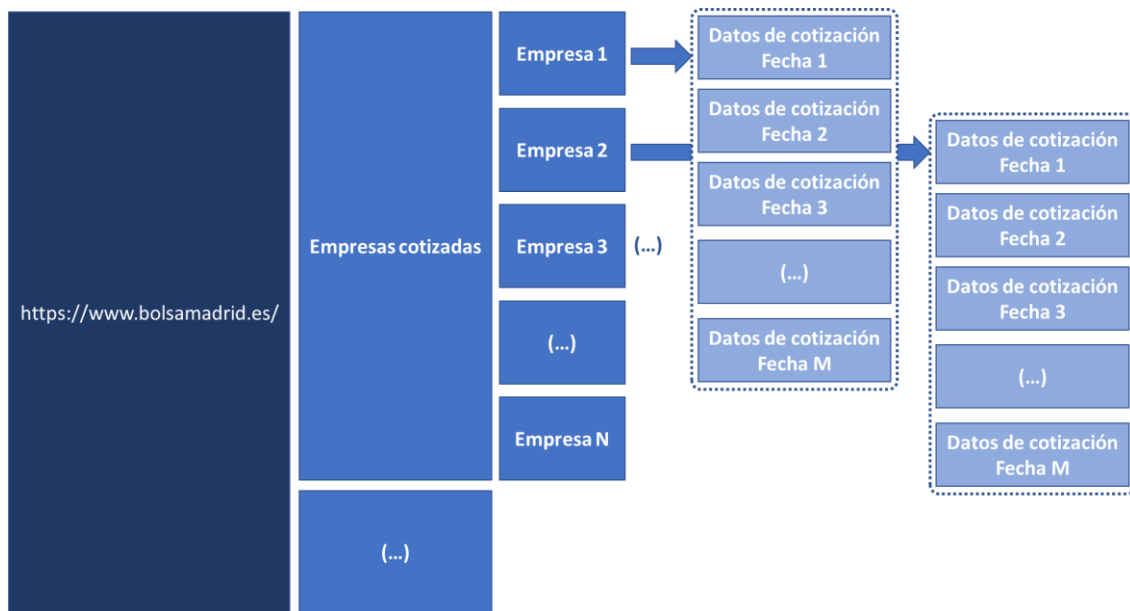 https://www.bolsamadrid.es/
Empresas cotizadas
(...)
Empresa 1
Empresa 2
Empresa 3
(...)
(...)
Empresa N
Datos de cotización
Fecha 1
Datos de cotización
Fecha 2
Datos de cotización
Fecha 3
(...)
Datos de cotización
Fecha M
Datos de cotización
Fecha 1
Datos de cotización
Fecha 2
Datos de cotización
Fecha 3
(...)
Datos de cotización
Fecha M